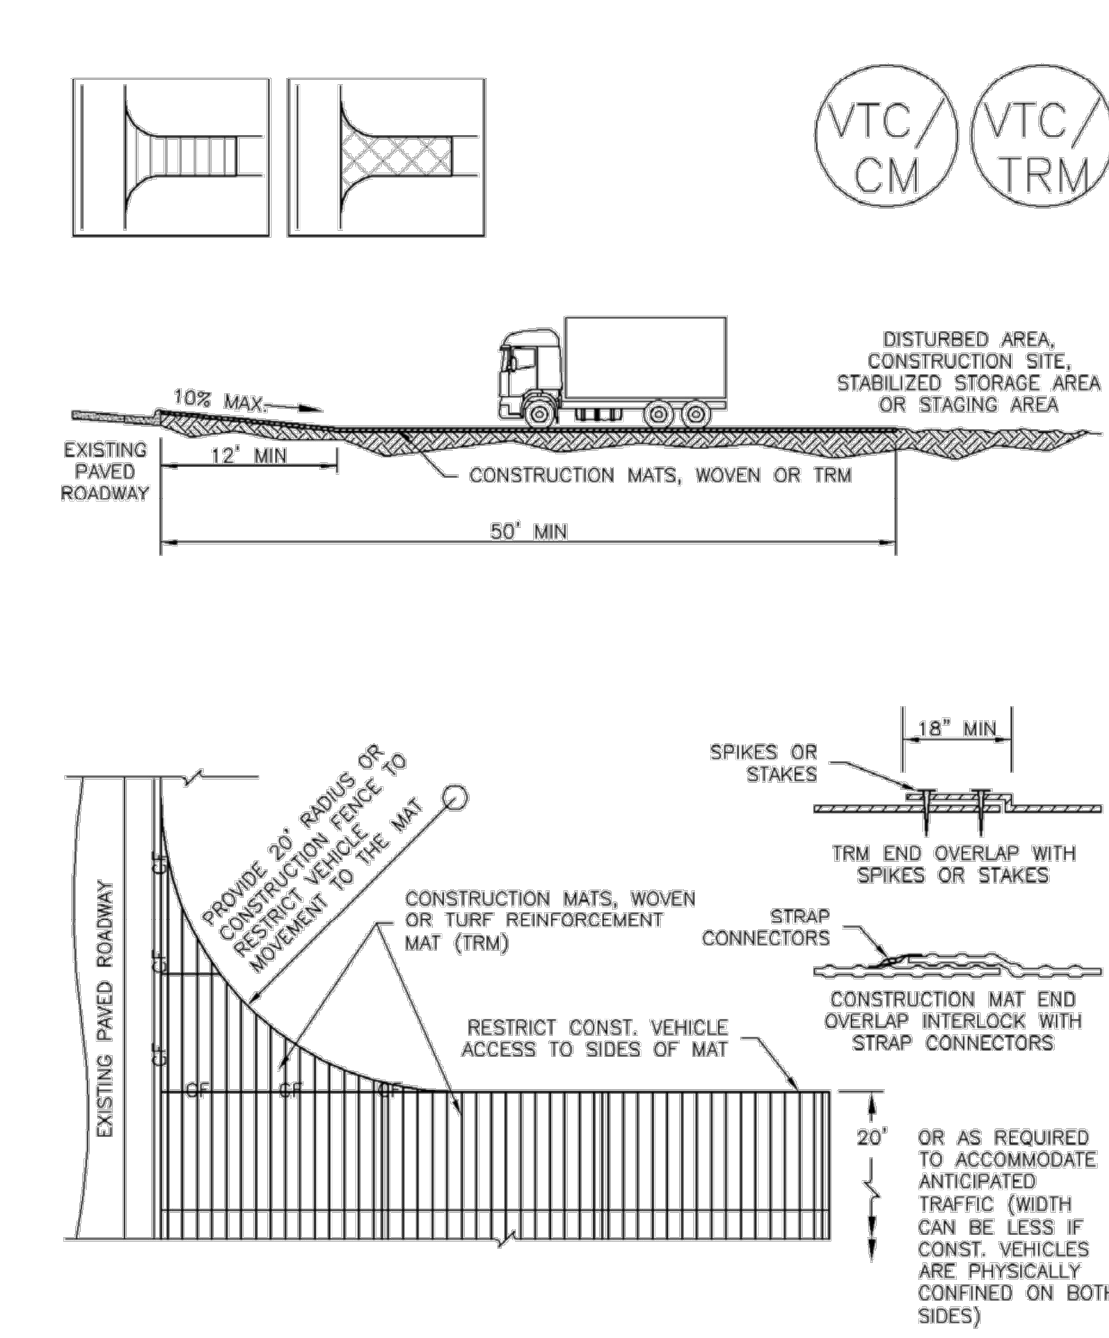 VTC/
CM
VTC/
TRM
DISTURBED AREA,
CONSTRUCTION SITE,
STABILIZED STORAGE AREA
OR STAGING AREA
10% MAX.
EXISTING
PAVED
ROADWAY
12' MIN
CONSTRUCTION MATS, WOVEN OR TRM
50' MIN
18" MIN
SPIKES OR
STAKES
TRM END OVERLAP WITH
SPIKES OR STAKES
PROVIDE 20' RADIUS OR
CONSTRUCTION FENCE TO
RESTRICT VEHICLE
MOVEMENT TO THE MAT
CONSTRUCTION MATS, WOVEN
OR TURF REINFORCEMENT
MAT (TRM)
STRAP
CONNECTORS
CONSTRUCTION MAT END
OVERLAP INTERLOCK WITH
STRAP CONNECTORS
RESTRICT CONST. VEHICLE
ACCESS TO SIDES OF MAT
EXISTING PAVED ROADWAY
CF
CF
CF
CF
CF
CF
20'
OR AS REQUIRED
TO ACCOMMODATE
ANTICIPATED
TRAFFIC (WIDTH
CAN BE LESS IF
CONST. VEHICLES
ARE PHYSICALLY
CONFINED ON BOTH
SIDES)